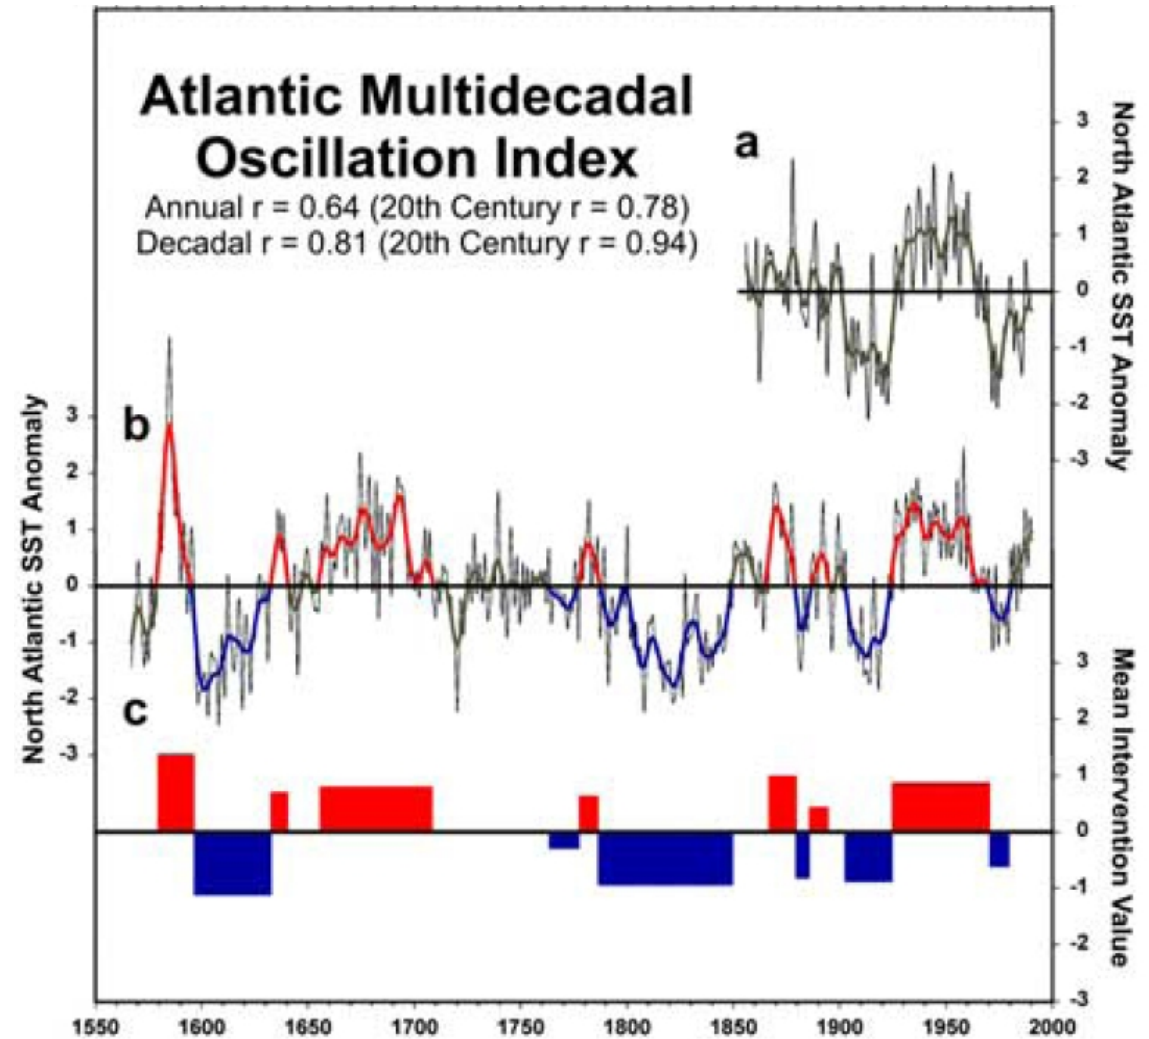 Atlantic Multidecadal
Oscillation Index
Annual r = 0.64 (20th Century r = 0.78)
Decadal r = 0.81 (20th Century r = 0.94)
a
3
2
1
0
-1
-2
-3
North Atlantic SST Anomaly
b
3
2
1
0
-1
-2
-3
North Atlantic SST Anomaly
c
3
2
1
0
-1
-2
-3
Mean Intervention Value
1550 1600 1650 1700 1750 1800 1850 1900 1950 2000